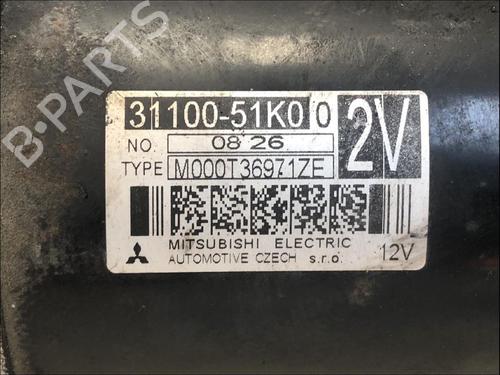 B-PARTS
31100-51K0 0
2V
NO. 08 26
TYPE M000T36971ZE
MITSUBISHI ELECTRIC
AUTOMOTIVE CZECH s.r.o. 12V